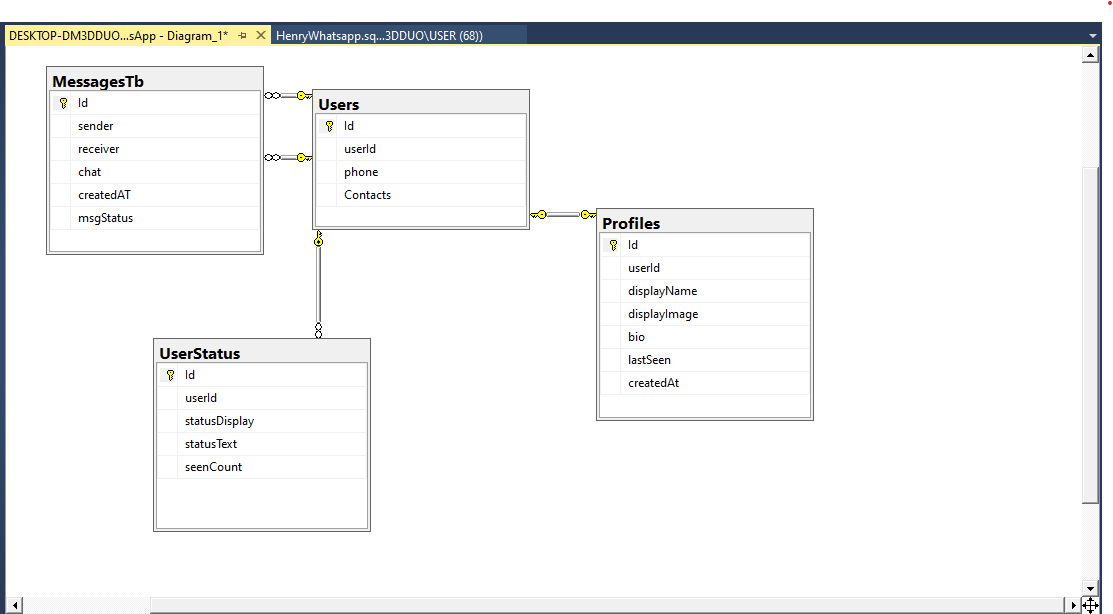 DESKTOP-DM3DDUO...sApp - Diagram_1* HenryWhatsapp.sq...3DDUO\USER (68))
MessagesTb
Id
sender
receiver
chat
createdAT
msgStatus
Users
Id
userId
phone
Contacts
Profiles
Id
userId
displayName
displayImage
bio
lastSeen
createdAt
UserStatus
Id
userId
statusDisplay
statusText
seenCount